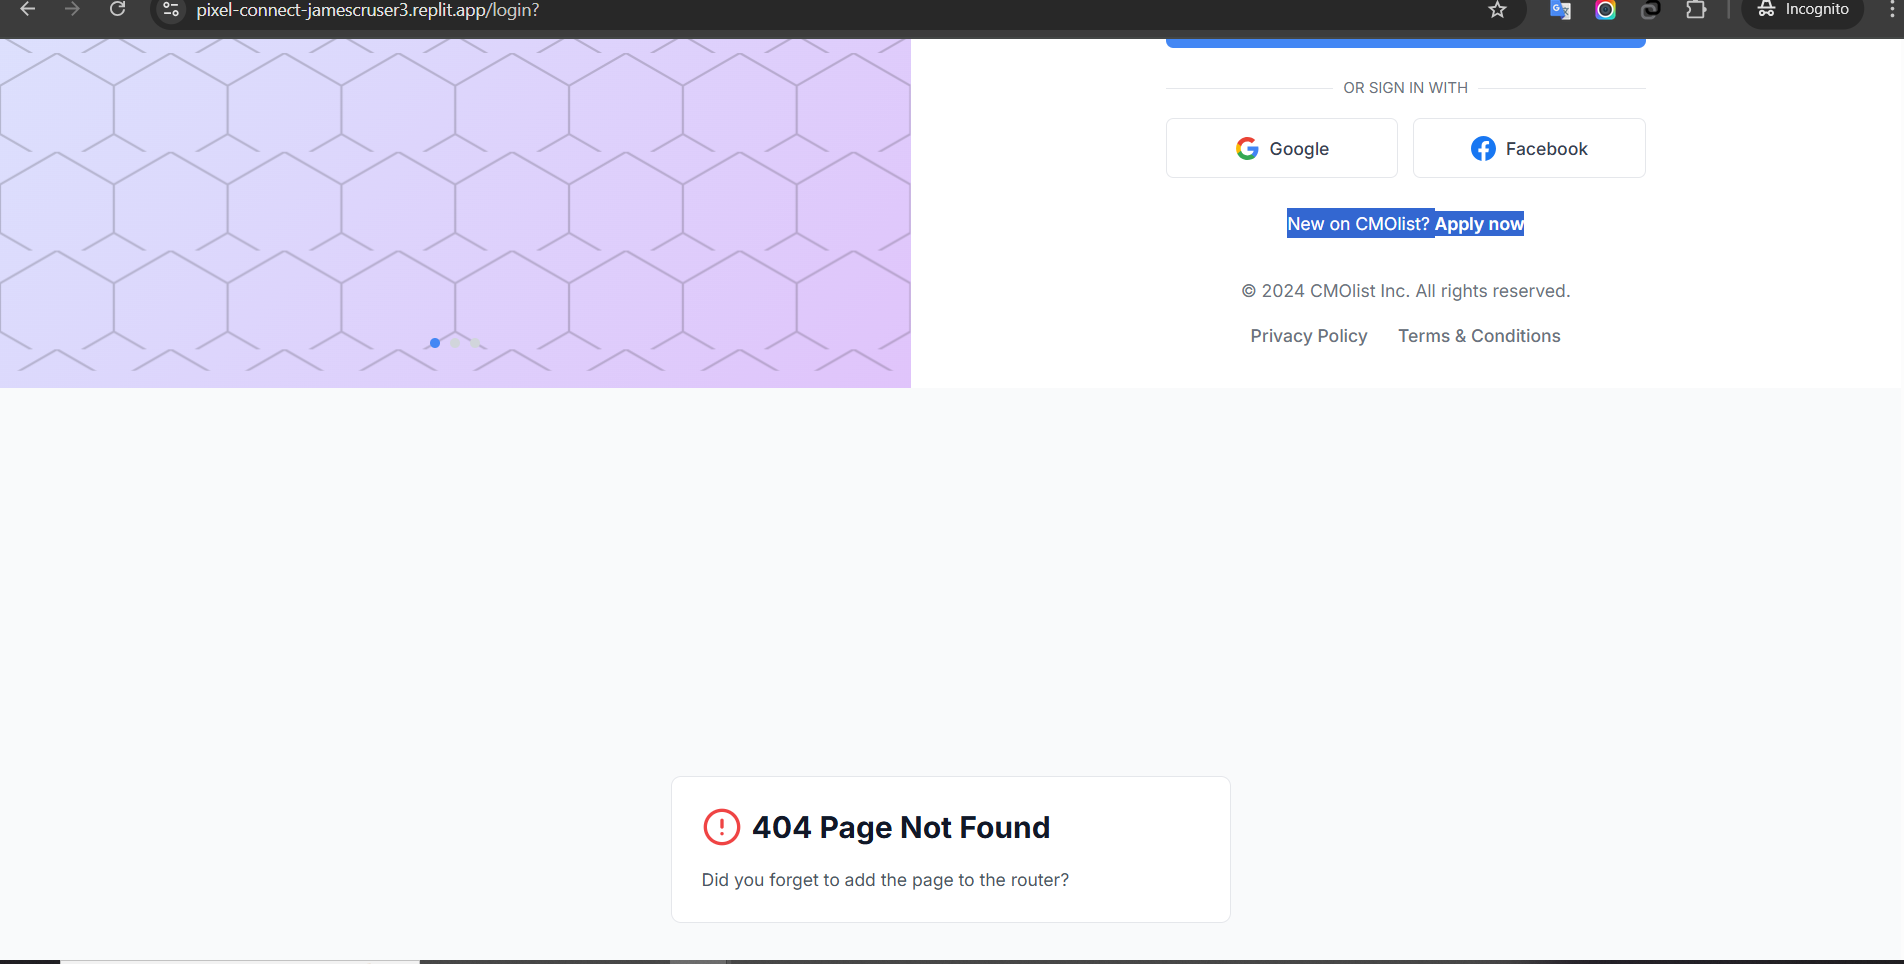 pixel-connect-jamescruser3.replit.app/login?
Incognito
OR SIGN IN WITH
Google
Facebook
New on CMOlist? Apply now
© 2024 CMOlist Inc. All rights reserved.
Privacy Policy Terms & Conditions
404 Page Not Found
Did you forget to add the page to the router?